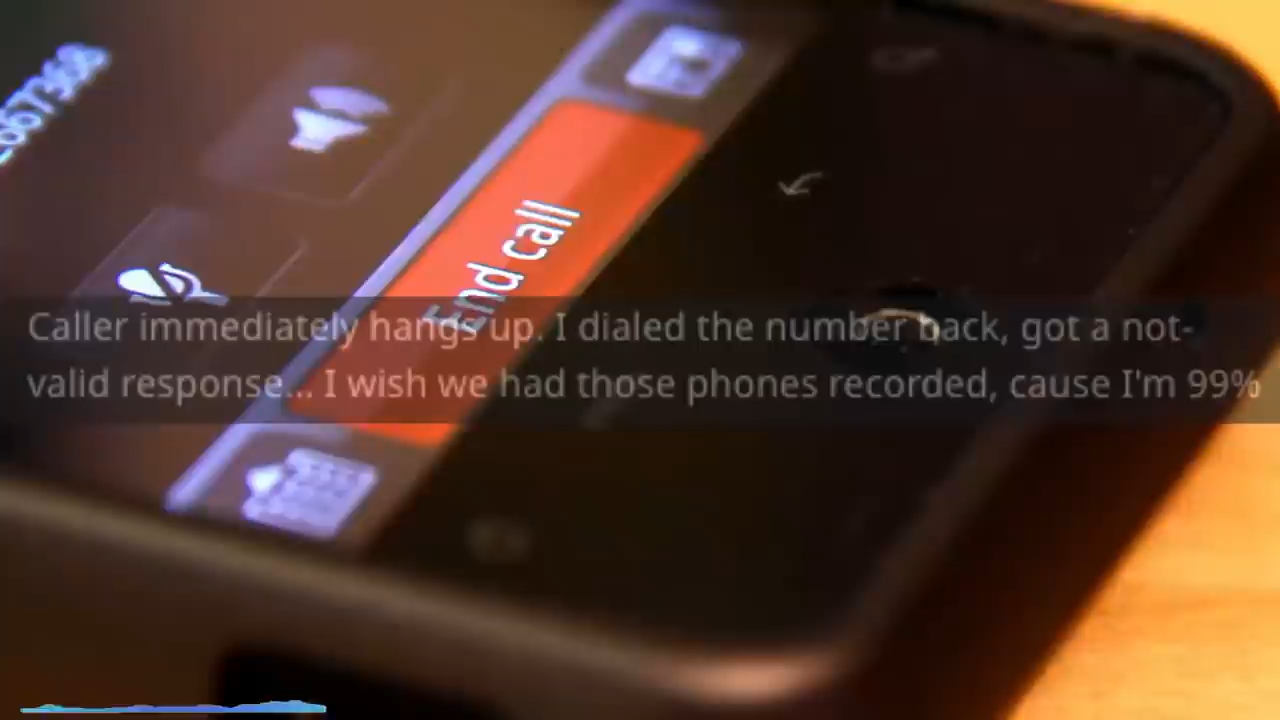 End call
Caller immediately hangs up. I dialed the number back, got a not-
valid response... I wish we had those phones recorded, cause I'm 99%